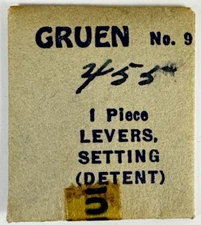 GRUEN No. 9
455
1 Piece
LEVERS,
SETTING
(DETENT)
5